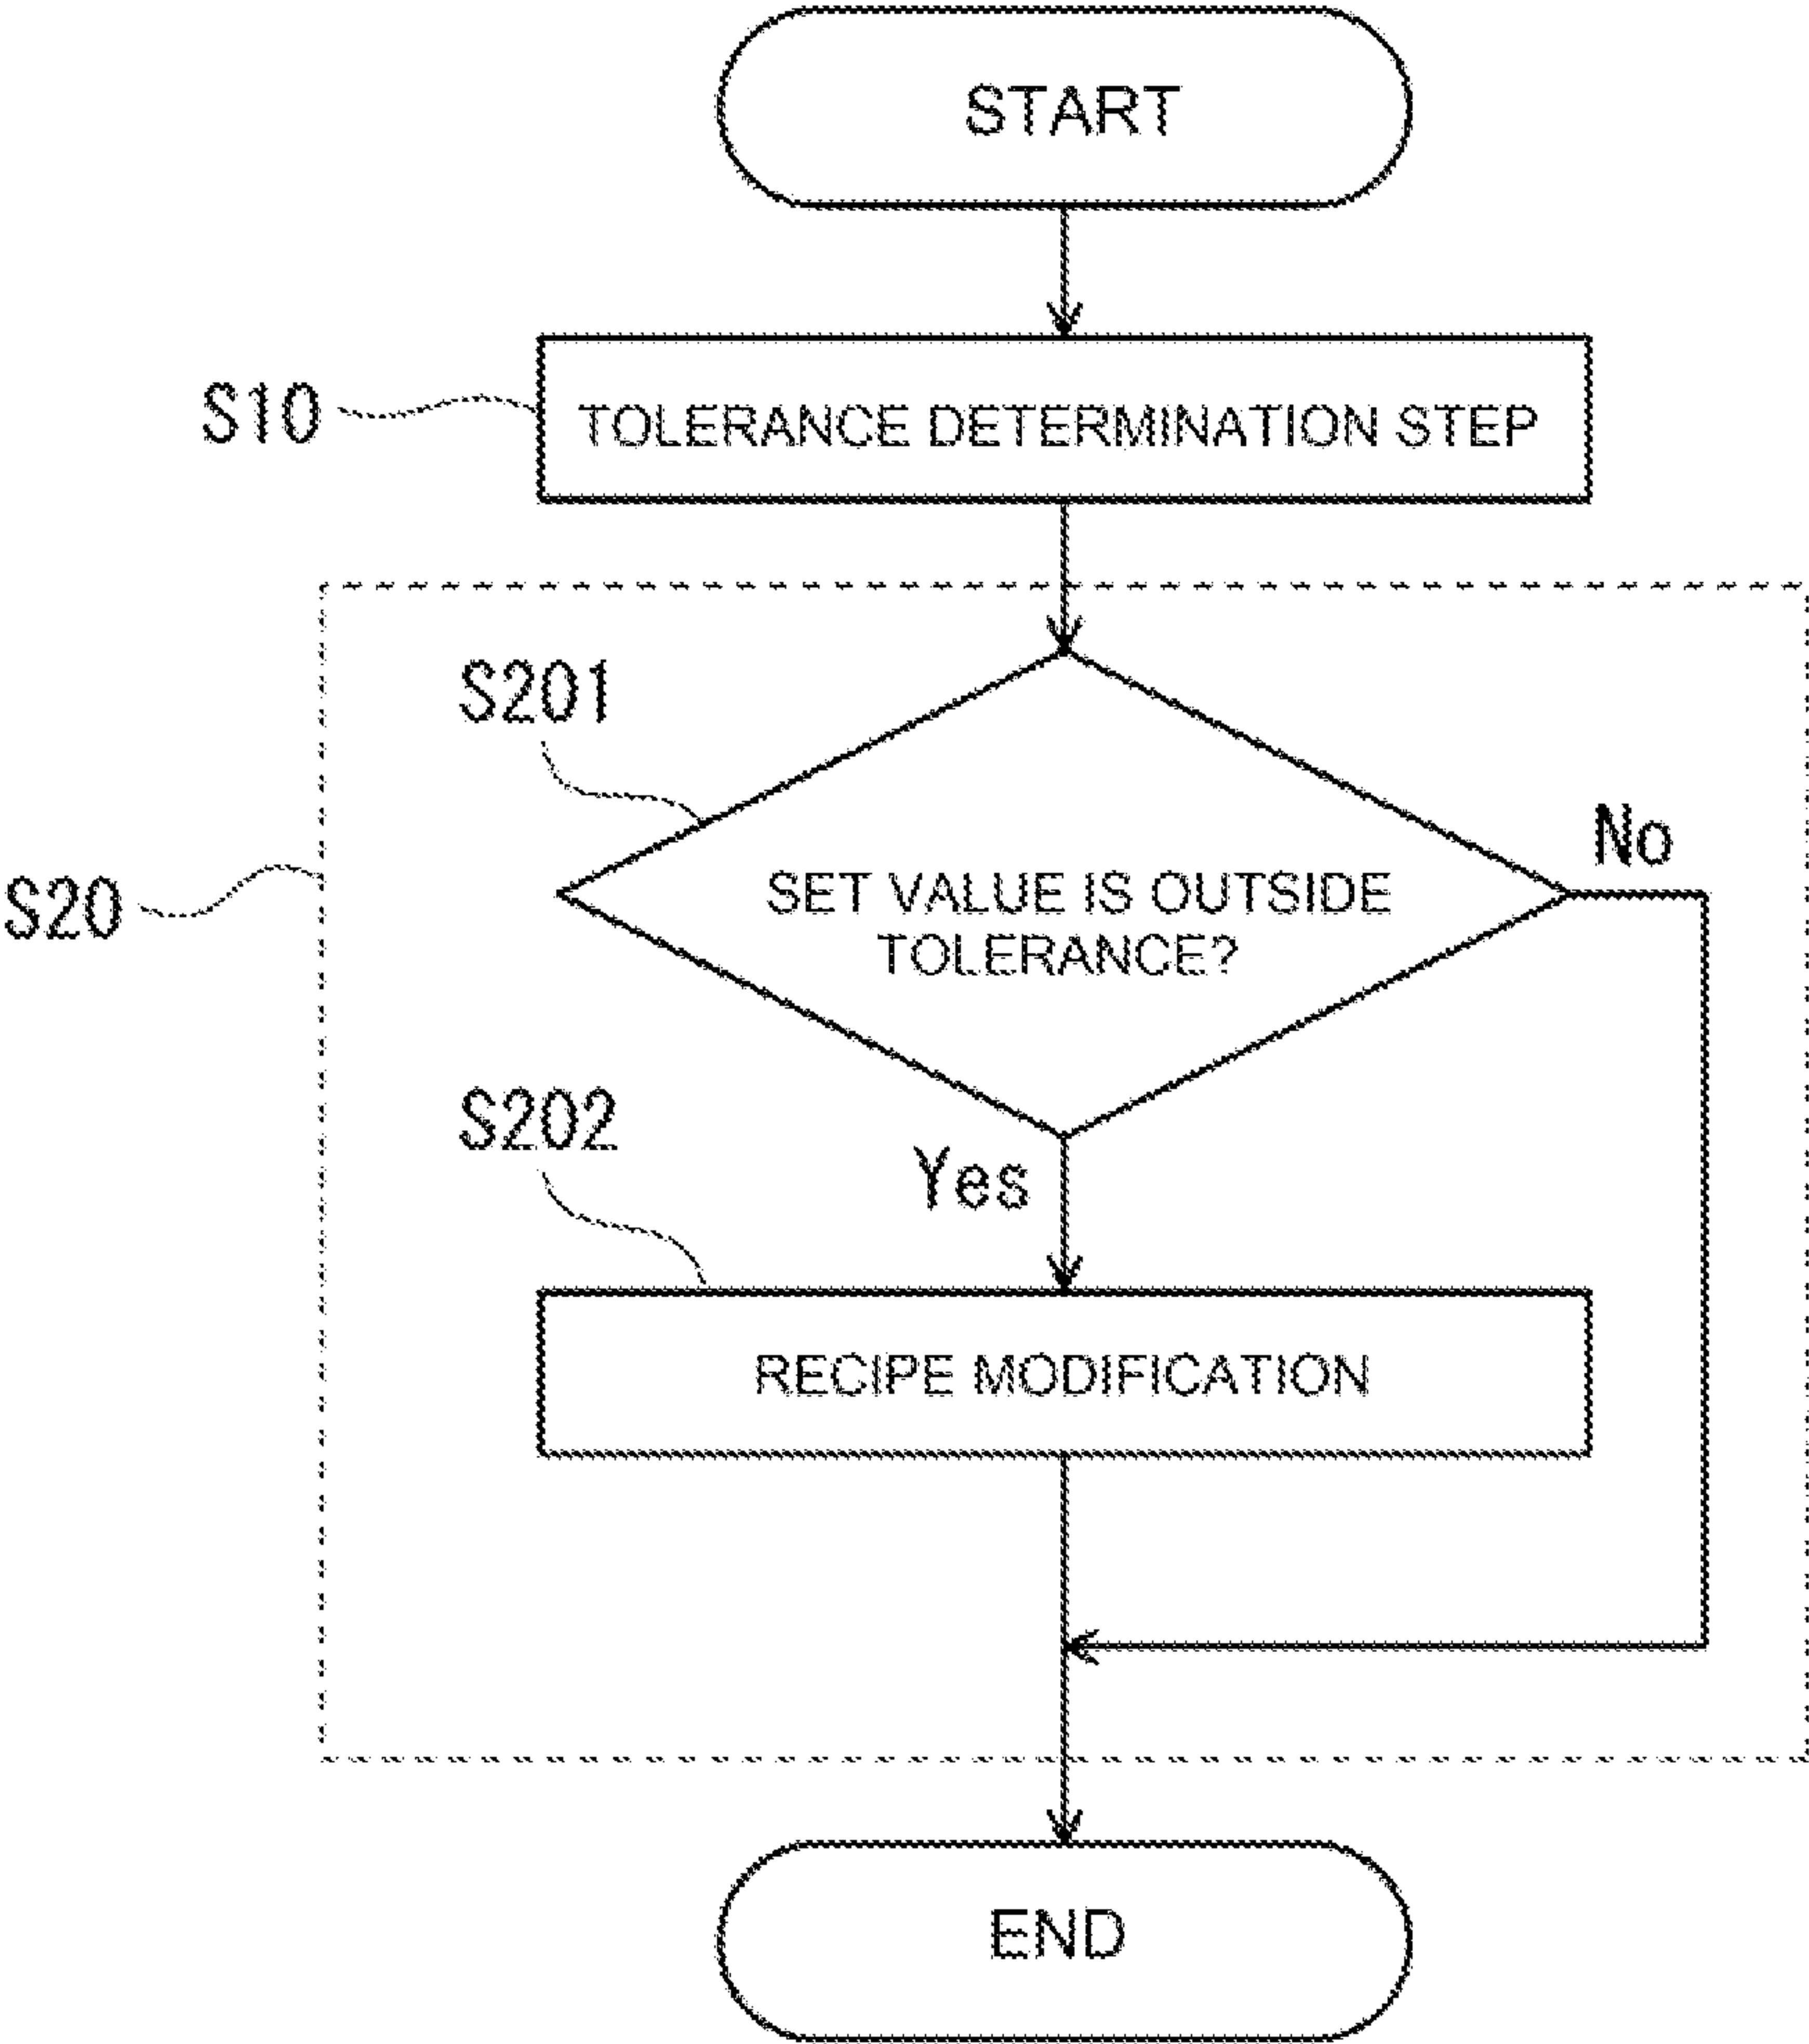 START
S10
TOLERANCE DETERMINATION STEP
S201
No
S20
SET VALUE IS OUTSIDE
TOLERANCE?
S202
Yes
RECIPE MODIFICATION
END